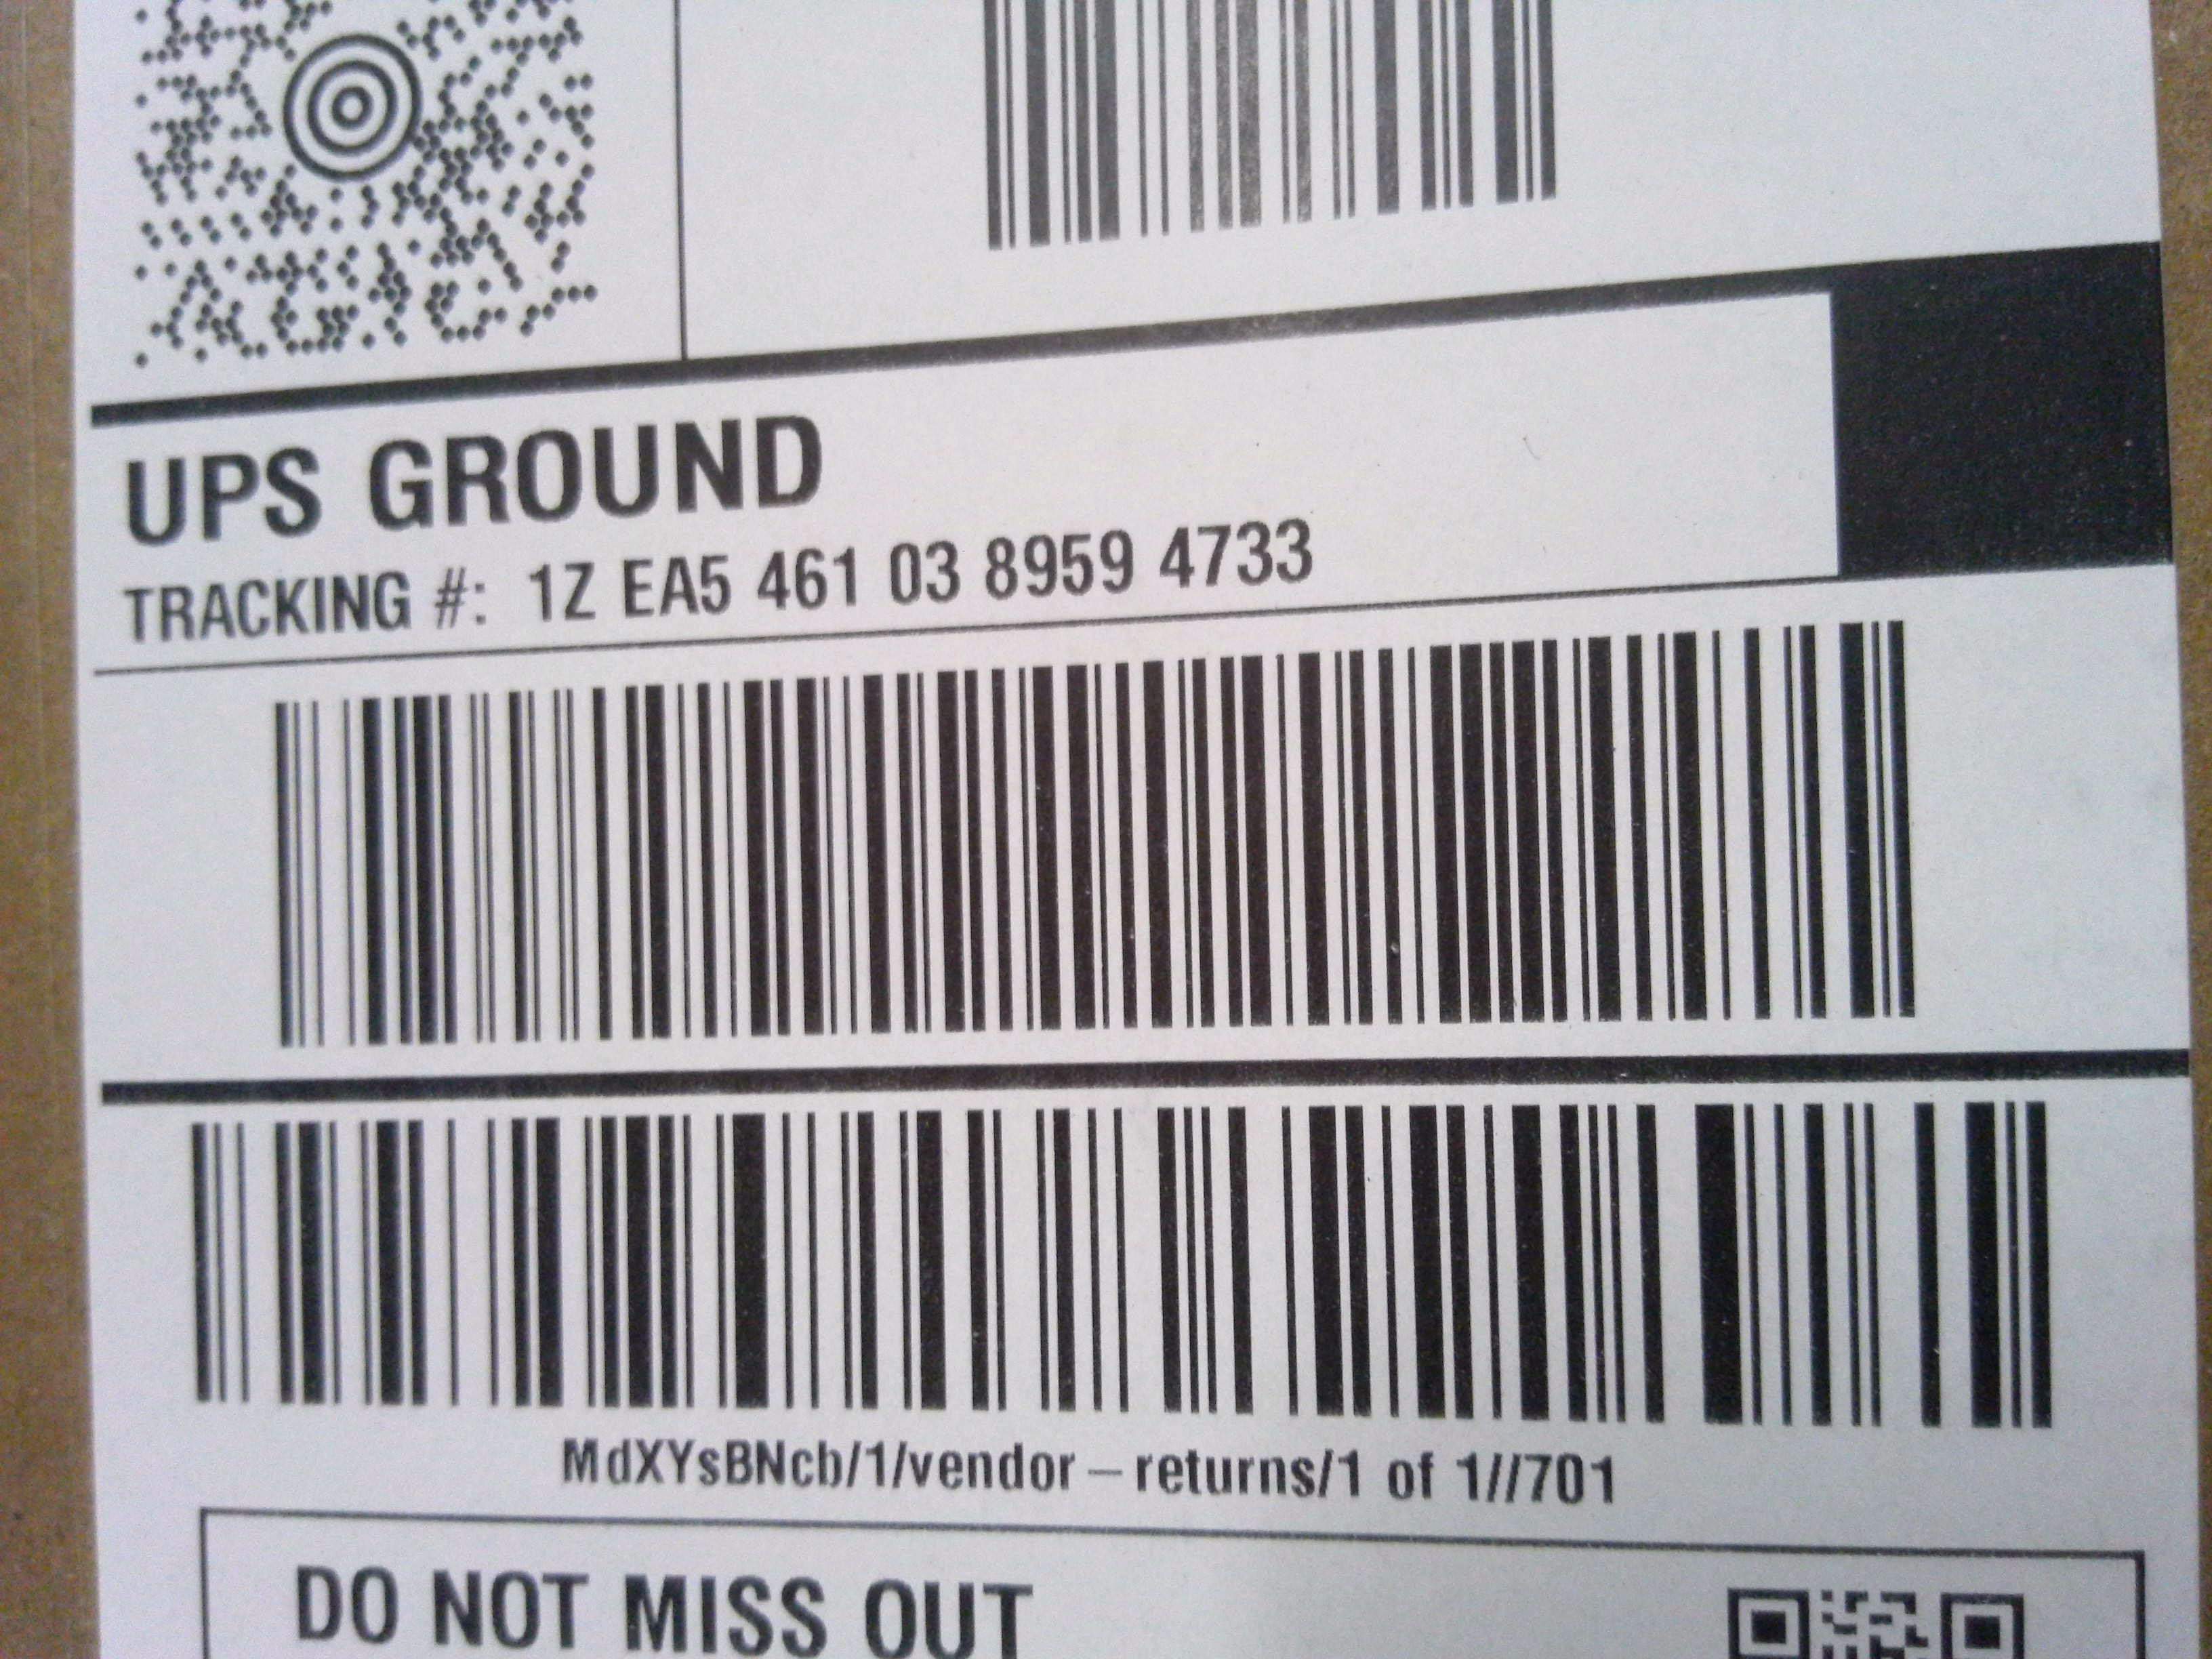 UPS GROUND
TRACKING #: 1Z EA5 461 03 8959 4733
MdXYsBNcb/1/vendor-returns/1 of 1//701
DO NOT MISS OUT